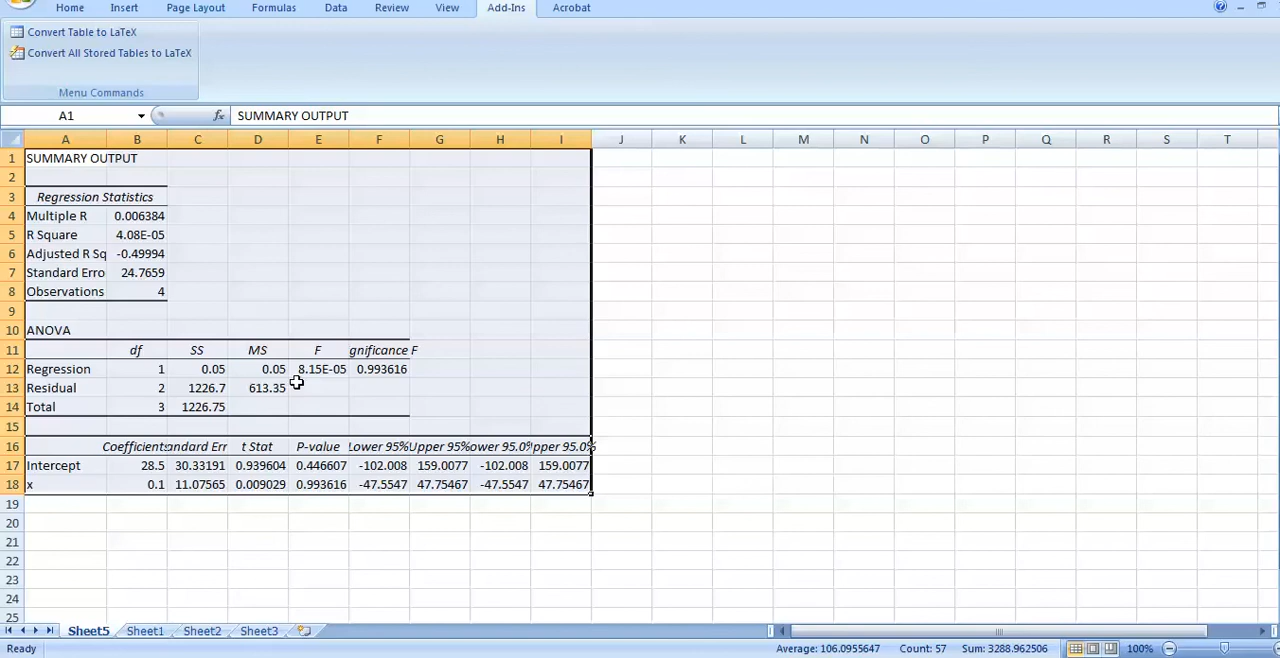 Home Insert Page Layout Formulas Data Review View Add-Ins Acrobat
Convert Table to LaTeX
Convert All Stored Tables to LaTeX
Menu Commands
A1 fx SUMMARY OUTPUT
A B C D E F G H I J K L M N O P Q R S T
1 SUMMARY OUTPUT
2
3 Regression Statistics
4 Multiple R 0.006384
5 R Square 4.08E-05
6 Adjusted R Sq -0.49994
7 Standard Erro 24.7659
8 Observations 4
9
10 ANOVA
11 df SS MS F gnificance F
12 Regression 1 0.05 0.05 8.15E-05 0.993616
13 Residual 2 1226.7 613.35
14 Total 3 1226.75
15
16 Coefficients andard Err t Stat P-value Lower 95% Upper 95% ower 95.0% pper 95.0%
17 Intercept 28.5 30.33191 0.939604 0.446607 -102.008 159.0077 -102.008 159.0077
18 x 0.1 11.07565 0.009029 0.993616 -47.5547 47.75467 -47.5547 47.75467
19
20
21
22
23
24
25
Sheet5 Sheet1 Sheet2 Sheet3
Ready Average: 106.0955647 Count: 57 Sum: 3288.962506 100%